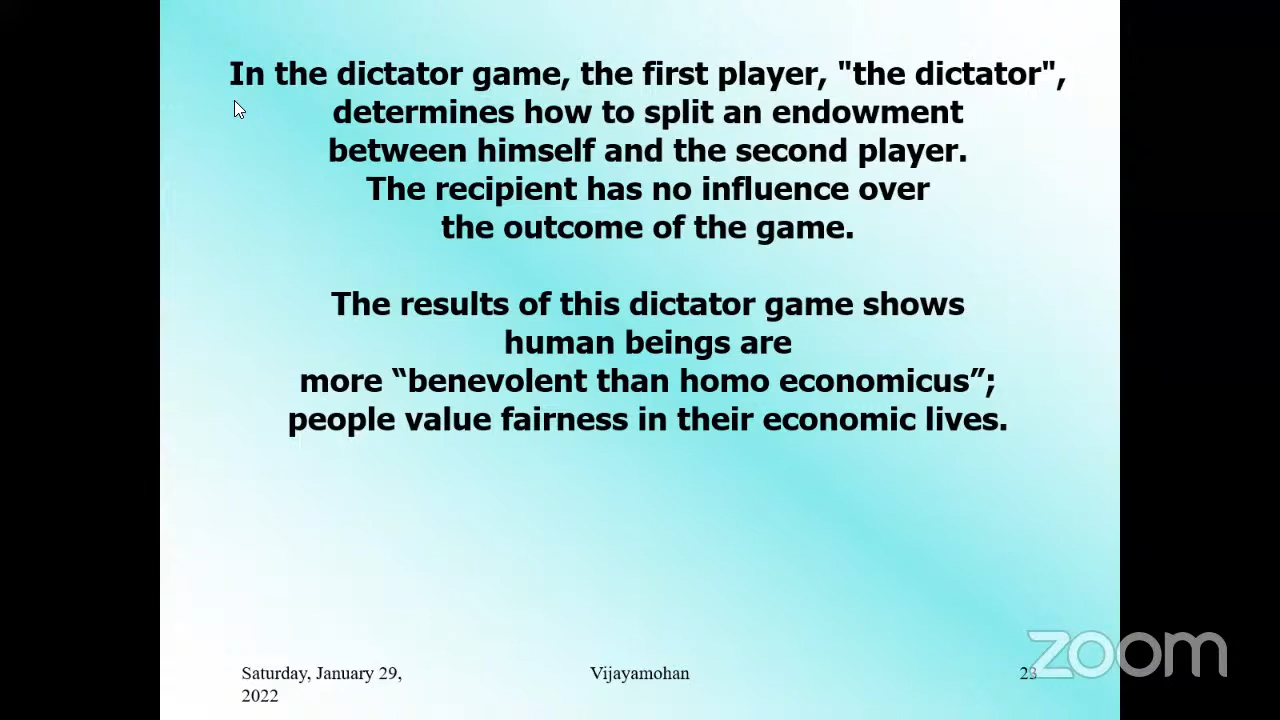 In the dictator game, the first player, "the dictator",
determines how to split an endowment
between himself and the second player.
The recipient has no influence over
the outcome of the game.
The results of this dictator game shows
human beings are
more “benevolent than homo economicus”;
people value fairness in their economic lives.
Saturday, January 29,
2022
Vijayamohan
23
zoom